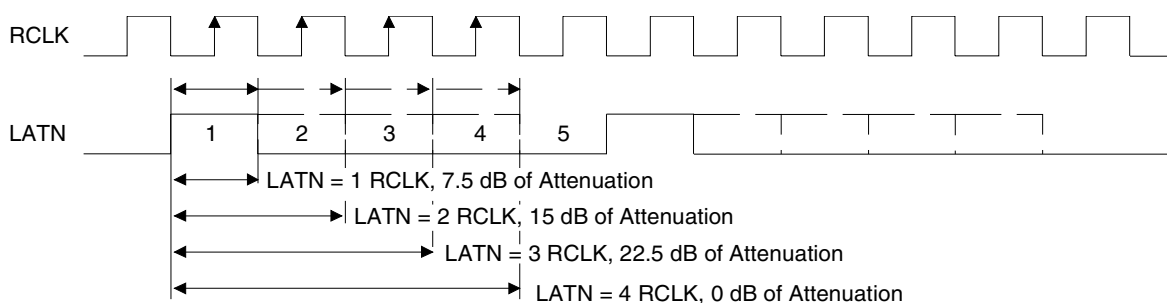 RCLK
LATN
1 2 3 4 5
LATN = 1 RCLK, 7.5 dB of Attenuation
LATN = 2 RCLK, 15 dB of Attenuation
LATN = 3 RCLK, 22.5 dB of Attenuation
LATN = 4 RCLK, 0 dB of Attenuation